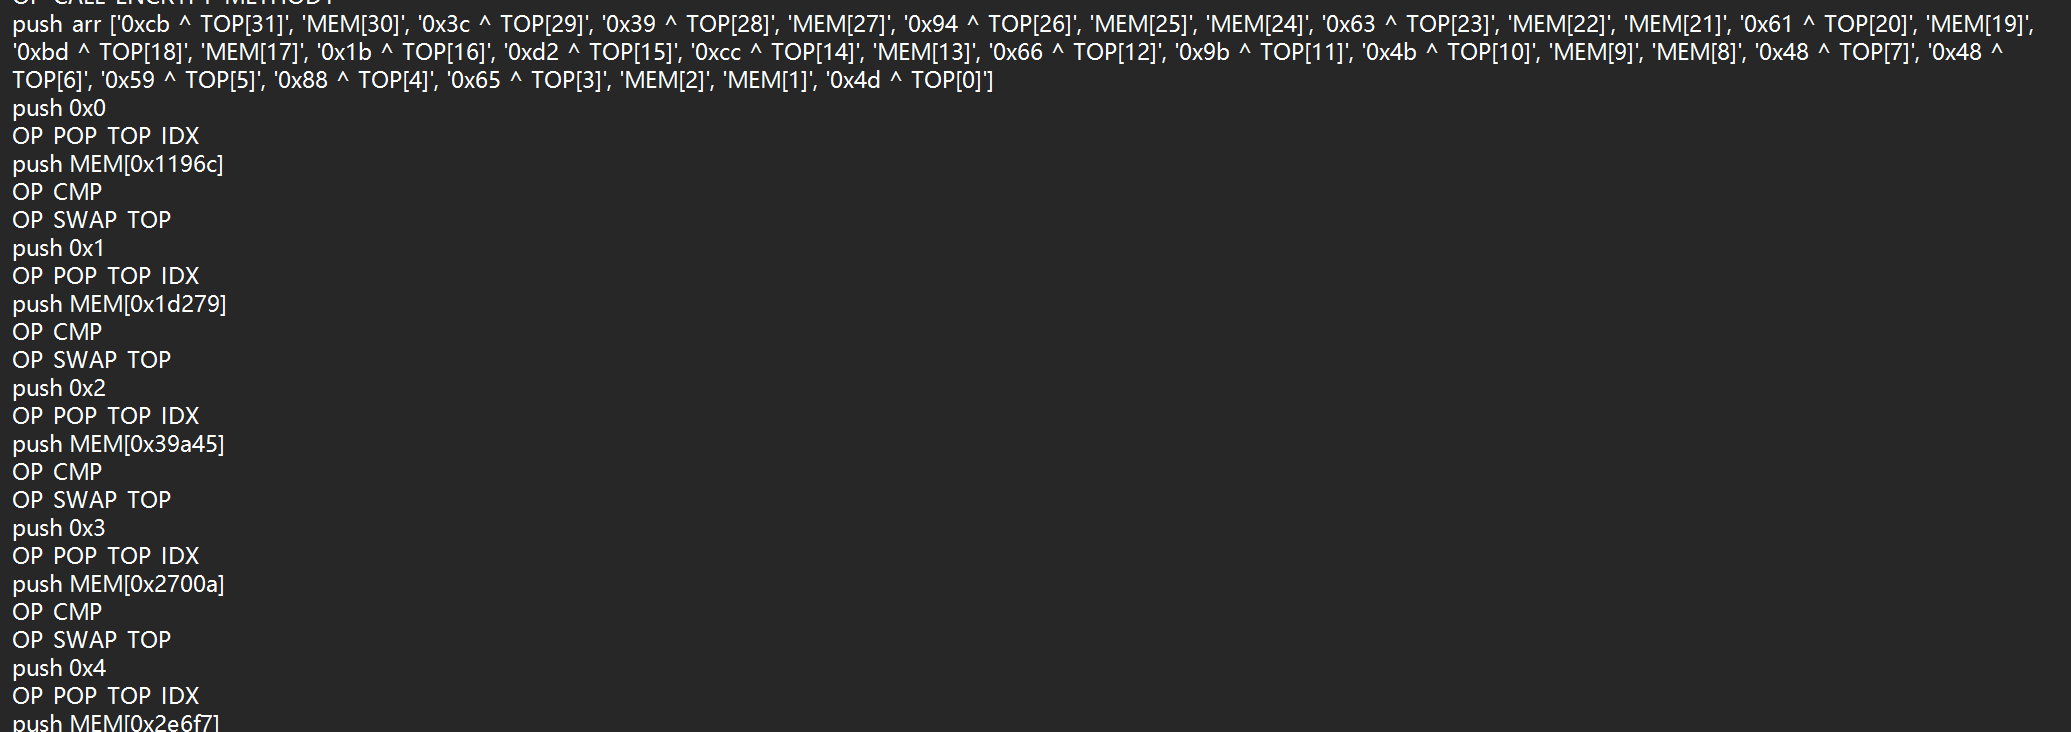 OP CALL ENCRYPT METHOD1
push arr ['0xcb ^ TOP[31]', 'MEM[30]', '0x3c ^ TOP[29]', '0x39 ^ TOP[28]', 'MEM[27]', '0x94 ^ TOP[26]', 'MEM[25]', 'MEM[24]', '0x63 ^ TOP[23]', 'MEM[22]', 'MEM[21]', '0x61 ^ TOP[20]', 'MEM[19]',
'0xbd ^ TOP[18]', 'MEM[17]', '0x1b ^ TOP[16]', '0xd2 ^ TOP[15]', '0xcc ^ TOP[14]', 'MEM[13]', '0x66 ^ TOP[12]', '0x9b ^ TOP[11]', '0x4b ^ TOP[10]', 'MEM[9]', 'MEM[8]', '0x48 ^ TOP[7]', '0x48 ^
TOP[6]', '0x59 ^ TOP[5]', '0x88 ^ TOP[4]', '0x65 ^ TOP[3]', 'MEM[2]', 'MEM[1]', '0x4d ^ TOP[0]']
push 0x0
OP POP TOP IDX
push MEM[0x1196c]
OP CMP
OP SWAP TOP
push 0x1
OP POP TOP IDX
push MEM[0x1d279]
OP CMP
OP SWAP TOP
push 0x2
OP POP TOP IDX
push MEM[0x39a45]
OP CMP
OP SWAP TOP
push 0x3
OP POP TOP IDX
push MEM[0x2700a]
OP CMP
OP SWAP TOP
push 0x4
OP POP TOP IDX
push MEM[0x2e6f7]